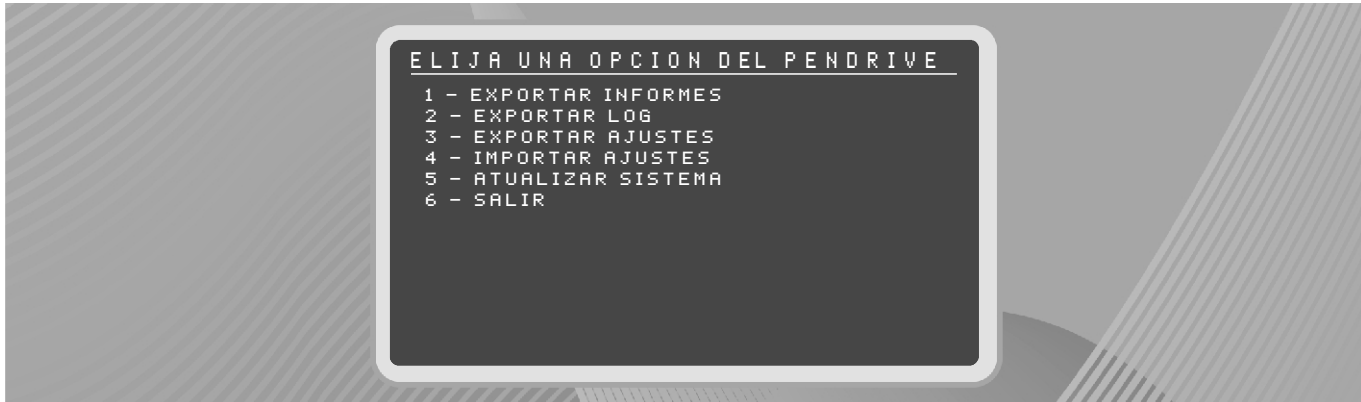 ELIJA UNA OPCION DEL PENDRIVE
1 - EXPORTAR INFORMES
2 - EXPORTAR LOG
3 - EXPORTAR AJUSTES
4 - IMPORTAR AJUSTES
5 - ATUALIZAR SISTEMA
6 - SALIR